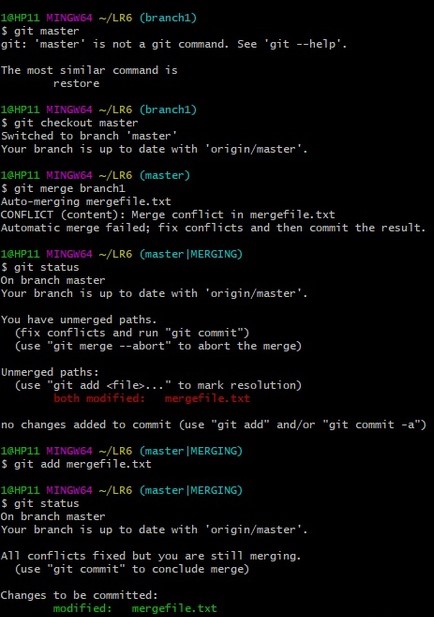 1@HP11 MINGW64 ~/LR6 (branch1)
$ git master
git: 'master' is not a git command. See 'git --help'.
The most similar command is
restore
1@HP11 MINGW64 ~/LR6 (branch1)
$ git checkout master
Switched to branch 'master'
Your branch is up to date with 'origin/master'.
1@HP11 MINGW64 ~/LR6 (master)
$ git merge branch1
Auto-merging mergefile.txt
CONFLICT (content): Merge conflict in mergefile.txt
Automatic merge failed; fix conflicts and then commit the result.
1@HP11 MINGW64 ~/LR6 (master|MERGING)
$ git status
On branch master
Your branch is up to date with 'origin/master'.
You have unmerged paths.
(fix conflicts and run "git commit")
(use "git merge --abort" to abort the merge)
Unmerged paths:
(use "git add <file>..." to mark resolution)
both modified:   mergefile.txt
no changes added to commit (use "git add" and/or "git commit -a")
1@HP11 MINGW64 ~/LR6 (master|MERGING)
$ git add mergefile.txt
1@HP11 MINGW64 ~/LR6 (master|MERGING)
$ git status
On branch master
Your branch is up to date with 'origin/master'.
All conflicts fixed but you are still merging.
(use "git commit" to conclude merge)
Changes to be committed:
modified:   mergefile.txt